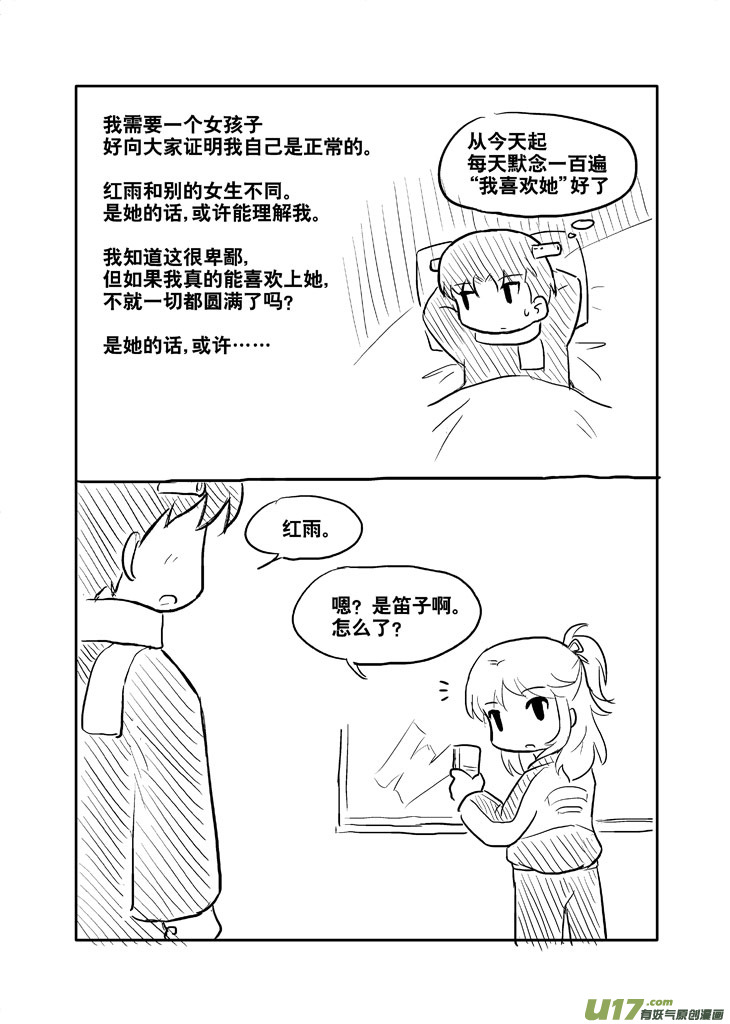 我需要一个女孩子
好向大家证明我自己是正常的。
红雨和别的女生不同。
是她的话,或许能理解我。
我知道这很卑鄙,
但如果我真的能喜欢上她,
不就一切都圆满了吗?
是她的话,或许……
从今天起
每天默念一百遍
“我喜欢她”好了
红雨。
嗯?是笛子啊。
怎么了?
U17.com
有妖气原创漫画